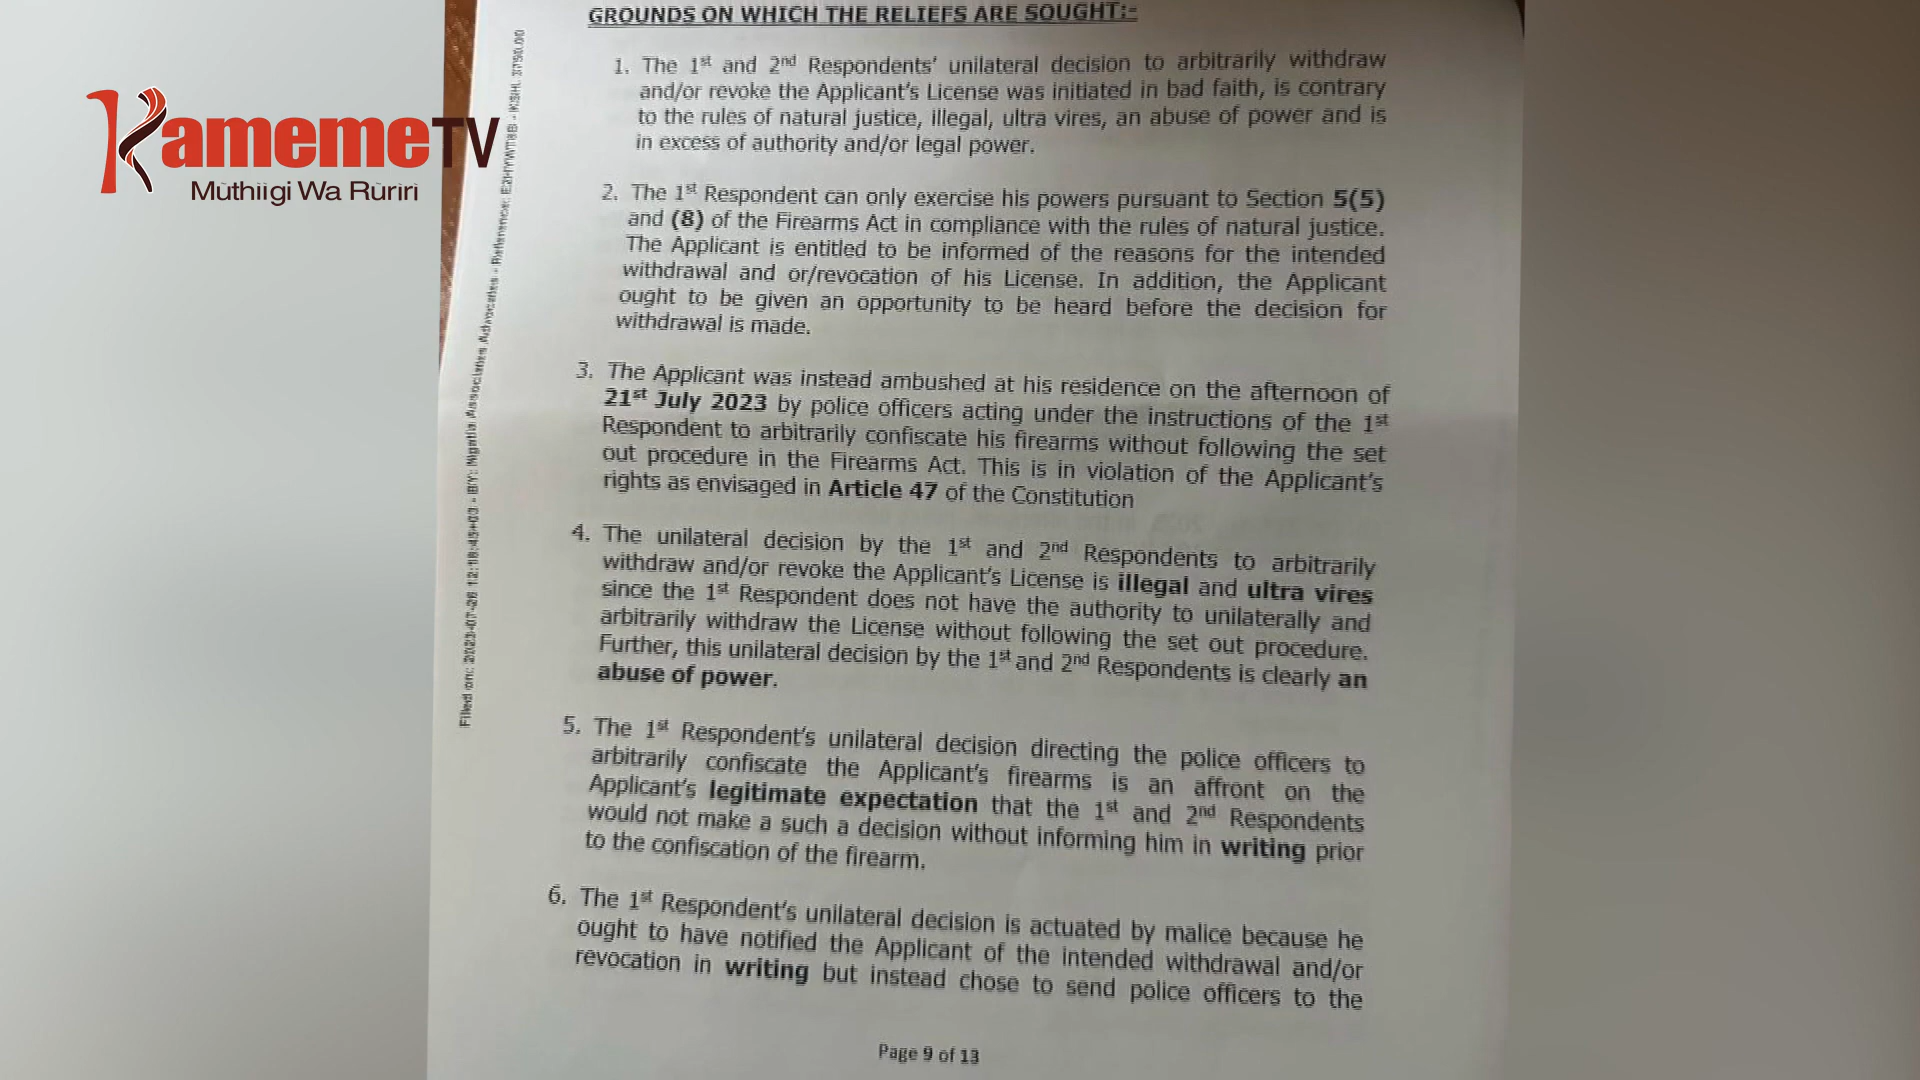 GROUNDS ON WHICH THE RELIEFS ARE SOUGHT:-
1. The 1st and 2nd Respondents' unilateral decision to arbitrarily withdraw
and/or revoke the Applicant's License was initiated in bad faith, is contrary
to the rules of natural justice, illegal, ultra vires, an abuse of power and is
in excess of authority and/or legal power.
KamemeTV
Mũthiigi Wa Rũrĩrĩ
2. The 1st Respondent can only exercise his powers pursuant to Section 5(5)
and (8) of the Firearms Act in compliance with the rules of natural justice.
The Applicant is entitled to be informed of the reasons for the intended
withdrawal and or/revocation of his License. In addition, the Applicant
ought to be given an opportunity to be heard before the decision for
withdrawal is made.
3. The Applicant was instead ambushed at his residence on the afternoon of
21st July 2023 by police officers acting under the instructions of the 1st
Respondent to arbitrarily confiscate his firearms without following the set
out procedure in the Firearms Act. This is in violation of the Applicant's
rights as envisaged in Article 47 of the Constitution
4. The unilateral decision by the 1st and 2nd Respondents to arbitrarily
withdraw and/or revoke the Applicant's License is illegal and ultra vires
since the 1st Respondent does not have the authority to unilaterally and
arbitrarily withdraw the License without following the set out procedure.
Further, this unilateral decision by the 1st and 2nd Respondents is clearly an
abuse of power.
5. The 1st Respondent's unilateral decision directing the police officers to
arbitrarily confiscate the Applicant's firearms is an affront on the
Applicant's legitimate expectation that the 1st and 2nd Respondents
would not make a such a decision without informing him in writing prior
to the confiscation of the firearm.
6. The 1st Respondent's unilateral decision is actuated by malice because he
ought to have notified the Applicant of the intended withdrawal and/or
revocation in writing but instead chose to send police officers to the
Page 9 of 13
Filed on: 2023-07-26 BY: Associates Advocates - Reference: